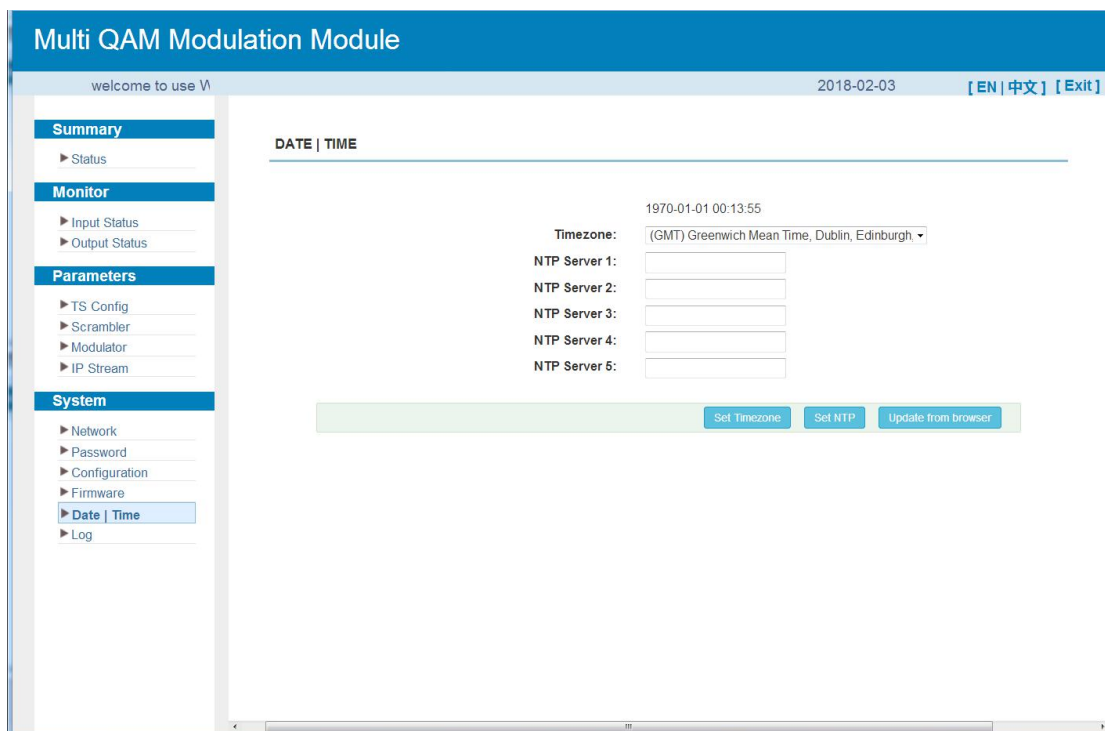 Multi QAM Modulation Module
welcome to use
2018-02-03
[ EN | 中文 ] [ Exit ]
Summary
Status
Monitor
Input Status
Output Status
Parameters
TS Config
Scrambler
Modulator
IP Stream
System
Network
Password
Configuration
Firmware
Date | Time
Log
DATE | TIME
1970-01-01 00:13:55
Timezone: (GMT) Greenwich Mean Time, Dublin, Edinburgh,
NTP Server 1:
NTP Server 2:
NTP Server 3:
NTP Server 4:
NTP Server 5:
Set Timezone Set NTP Update from browser